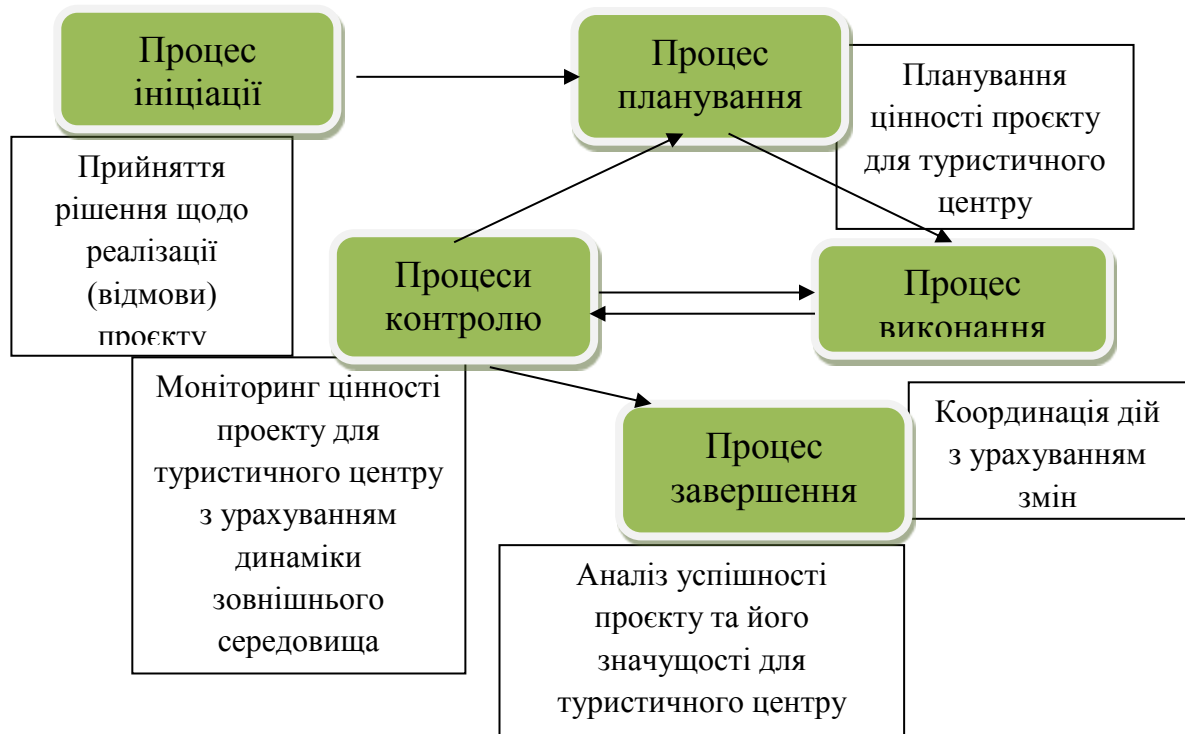 Процес
ініціації
Процес
планування
Планування
цінності проєкту
для туристичного
центру
Прийняття
рішення щодо
реалізації
(відмови)
проєкту
Процеси
контролю
Процес
виконання
Моніторинг цінності
проекту для
туристичного центру
з урахуванням
динаміки
зовнішнього
середовища
Процес
завершення
Координація дій
з урахуванням
змін
Аналіз успішності
проєкту та його
значущості для
туристичного центру